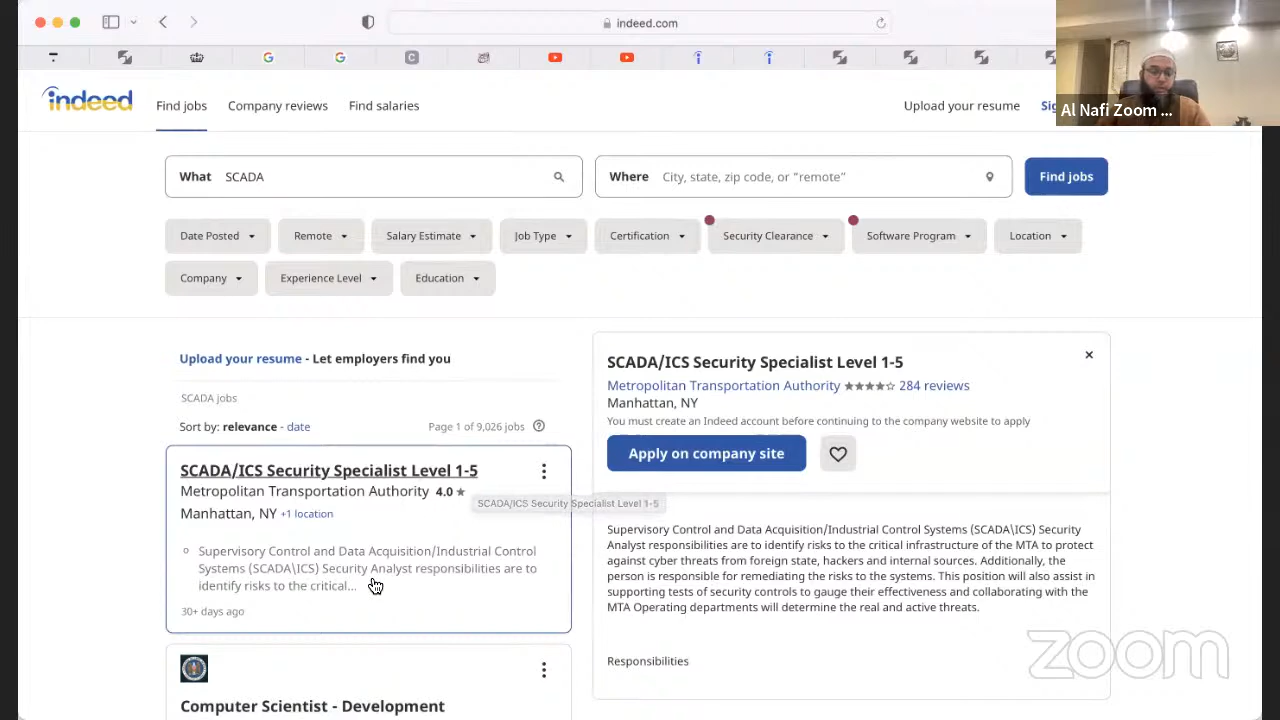 indeed.com
Al Nafi Zoom ...
indeed
Find jobs
Company reviews
Find salaries
Upload your resume
What SCADA
Where City, state, zip code, or "remote"
Find jobs
Date Posted
Remote
Salary Estimate
Job Type
Certification
Security Clearance
Software Program
Location
Company
Experience Level
Education
Upload your resume - Let employers find you
SCADA jobs
Sort by: relevance - date
Page 1 of 9,026 jobs
SCADA/ICS Security Specialist Level 1-5
Metropolitan Transportation Authority 4.0
Manhattan, NY +1 location
SCADA/ICS Security Specialist Level 1-5
Supervisory Control and Data Acquisition/Industrial Control
Systems (SCADA\ICS) Security Analyst responsibilities are to
identify risks to the critical...
30+ days ago
Computer Scientist - Development
SCADA/ICS Security Specialist Level 1-5
Metropolitan Transportation Authority 284 reviews
Manhattan, NY
You must create an Indeed account before continuing to the company website to apply
Apply on company site
Supervisory Control and Data Acquisition/Industrial Control Systems (SCADA\ICS) Security
Analyst responsibilities are to identify risks to the critical infrastructure of the MTA to protect
against cyber threats from foreign state, hackers and internal sources. Additionally, the
person is responsible for remediating the risks to the systems. This position will also assist in
supporting tests of security controls to gauge their effectiveness and collaborating with the
MTA Operating departments will determine the real and active threats.
Responsibilities
zoom